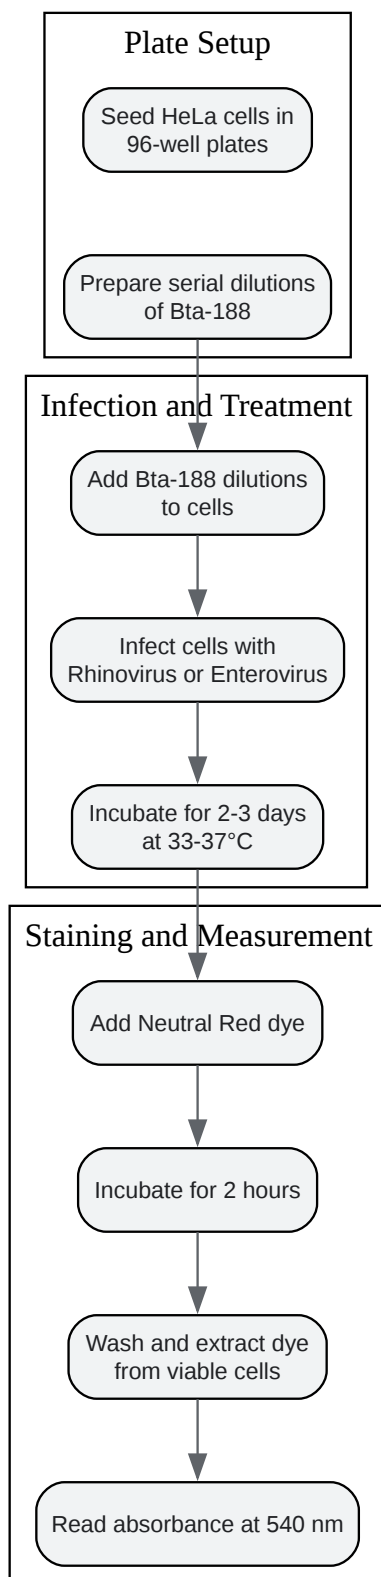 Plate Setup
Seed HeLa cells in
96-well plates
Prepare serial dilutions
of Bta-188
Infection and Treatment
Add Bta-188 dilutions
to cells
Infect cells with
Rhinovirus or Enterovirus
Incubate for 2-3 days
at 33-37°C
Staining and Measurement
Add Neutral Red dye
Incubate for 2 hours
Wash and extract dye
from viable cells
Read absorbance at 540 nm